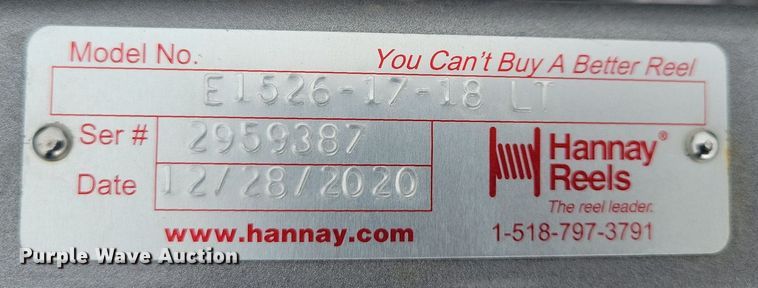 Model No.
You Can't Buy A Better Reel
E1526-17-18 LT
Ser # 2959387
Date 12/28/2020
Hannay®
Reels
The reel leader.
www.hannay.com
1-518-797-3791
Purple Wave Auction